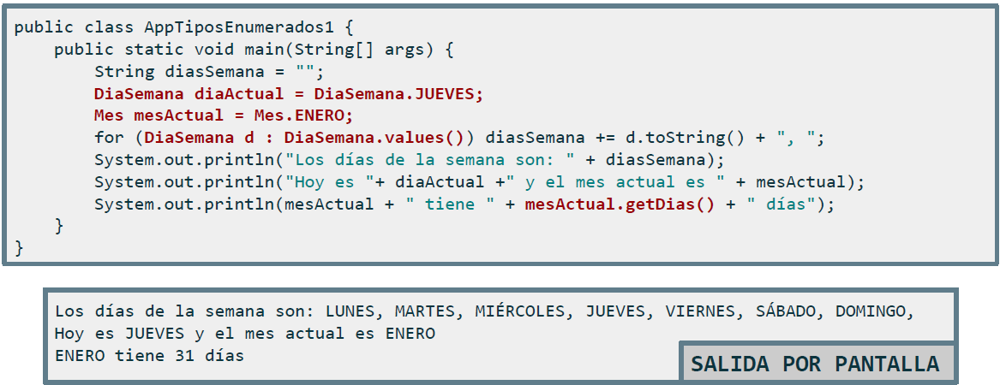 public class AppTiposEnumerados1 {
    public static void main(String[] args) {
        String diasSemana = "";
        DiaSemana diaActual = DiaSemana.JUEVES;
        Mes mesActual = Mes.ENERO;
        for (DiaSemana d : DiaSemana.values()) diasSemana += d.toString() + ", ";
        System.out.println("Los días de la semana son: " + diasSemana);
        System.out.println("Hoy es "+ diaActual +" y el mes actual es " + mesActual);
        System.out.println(mesActual + " tiene " + mesActual.getDias() + " días");
    }
}
Los días de la semana son: LUNES, MARTES, MIÉRCOLES, JUEVES, VIERNES, SÁBADO, DOMINGO,
Hoy es JUEVES y el mes actual es ENERO
ENERO tiene 31 días
SALIDA POR PANTALLA